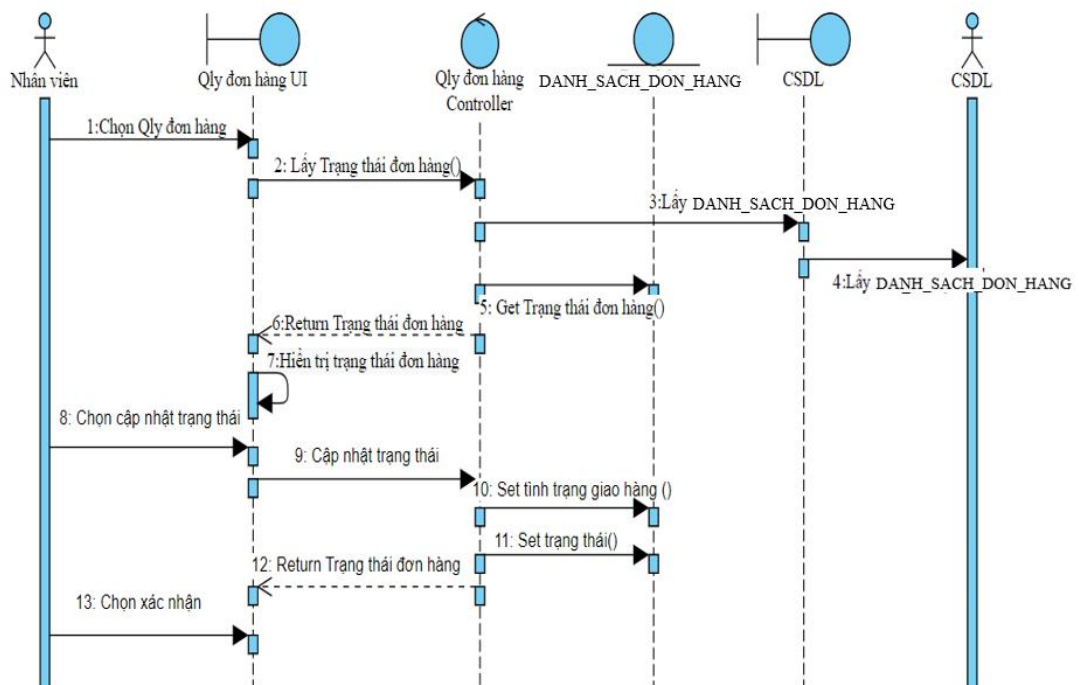 Nhân viên
Qly đơn hàng UI
Qly đơn hàng
Controller
DANH_SACH_DON_HANG
CSDL
CSDL
1:Chọn Qly đơn hàng
2: Lấy Trạng thái đơn hàng()
3:Lấy DANH_SACH_DON_HANG
4:Lấy DANH_SACH_DON_HANG
5: Get Trạng thái đơn hàng()
6:Return Trạng thái đơn hàng
7:Hiển trị trạng thái đơn hàng
8: Chọn cập nhật trạng thái
9: Cập nhật trạng thái
10: Set tình trạng giao hàng ()
11: Set trạng thái()
12: Return Trạng thái đơn hàng
13: Chọn xác nhận